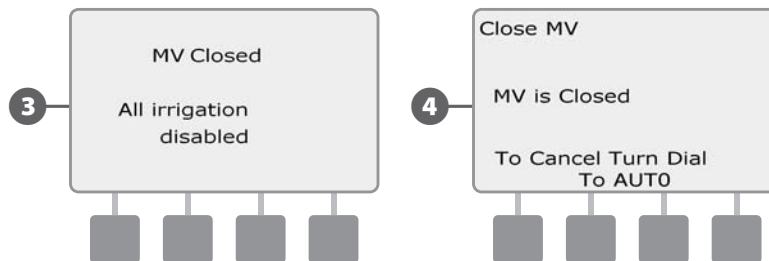 3
MV Closed
All irrigation
disabled
4
Close MV
MV is Closed
To Cancel Turn Dial
To AUT0